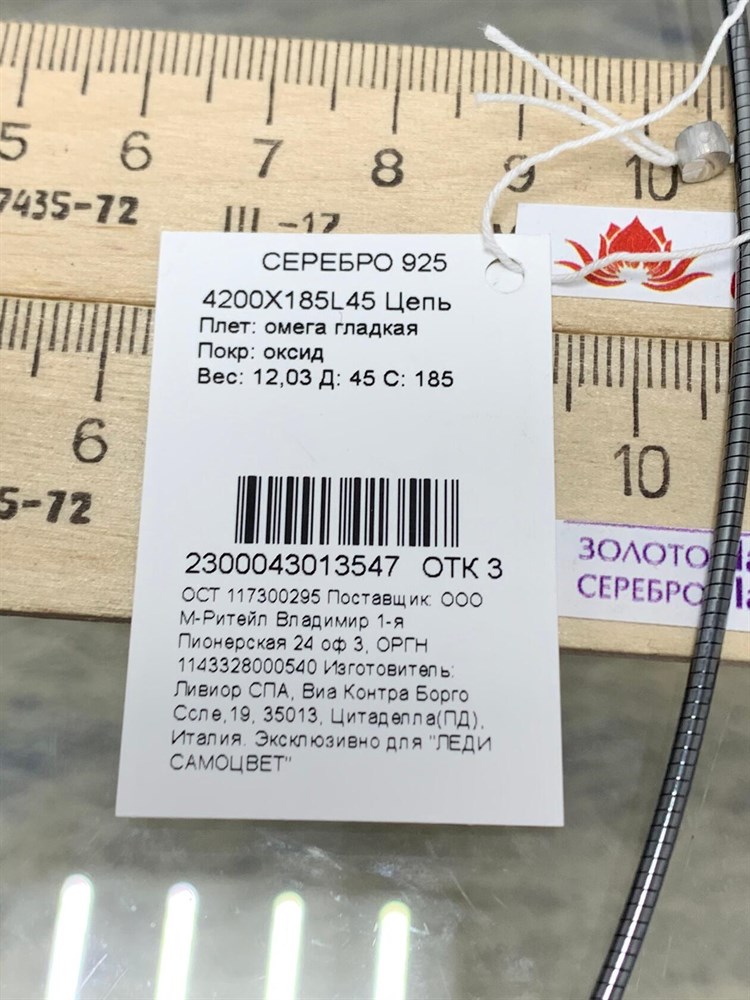 5 6 7 8 9 10
7435-72 III-17
СЕРЕБРО 925
4200X185L45 Цепь
Плет: омега гладкая
Покр: оксид
Вес: 12,03 Д: 45 С: 185
6 10
5-72
2300043013547 ОТК 3
ЗОЛОТО
СЕРЕБРО
ОСТ 117300295 Поставщик: ООО
М-Ритейл Владимир 1-я
Пионерская 24 оф 3, ОРГН
1143328000540 Изготовитель:
Ливиор СПА, Виа Контра Борго
Ссле,19, 35013, Цитаделла(ПД),
Италия. Эксклюзивно для "ЛЕДИ
САМОЦВЕТ"